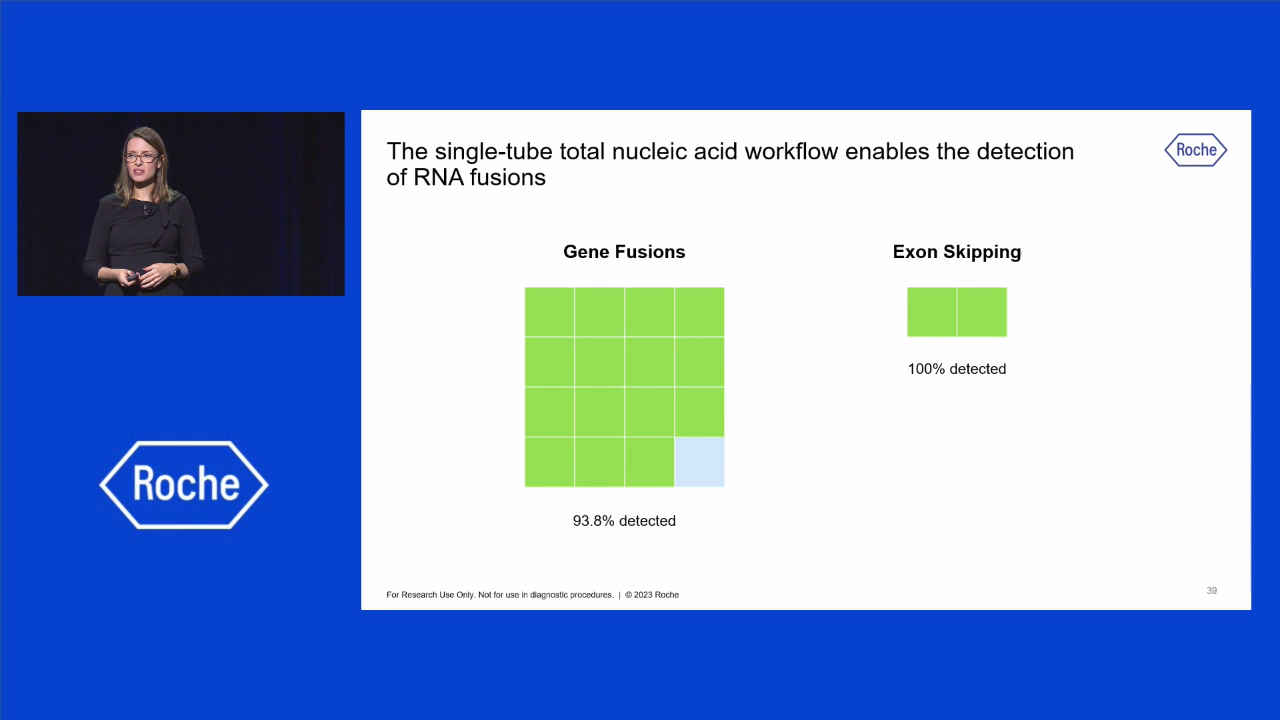 The single-tube total nucleic acid workflow enables the detection
of RNA fusions
Roche
Gene Fusions
Exon Skipping
100% detected
93.8% detected
For Research Use Only. Not for use in diagnostic procedures. | © 2023 Roche
39
Roche